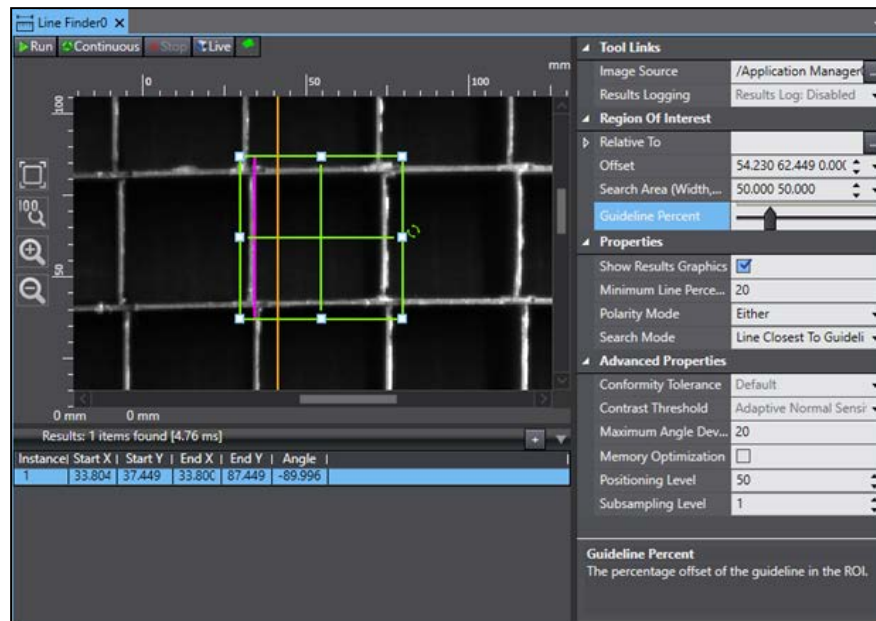 Line Finder0
Run Continuous Stop Live
mm
0 50 100
100
50
100
0 mm 0 mm
Results: 1 items found [4.76 ms]
Instance Start X Start Y End X End Y Angle
1 33.804 37.449 33.800 87.449 -89.996
Tool Links
Image Source /Application Manager
Results Logging Results Log: Disabled
Region Of Interest
Relative To
Offset 54.230 62.449 0.00
Search Area (Width,... 50.000 50.000
Guideline Percent
Properties
Show Results Graphics
Minimum Line Perce... 20
Polarity Mode Either
Search Mode Line Closest To Guideli
Advanced Properties
Conformity Tolerance Default
Contrast Threshold Adaptive Normal Sensi
Maximum Angle Dev... 20
Memory Optimization
Positioning Level 50
Subsampling Level 1
Guideline Percent
The percentage offset of the guideline in the ROI.